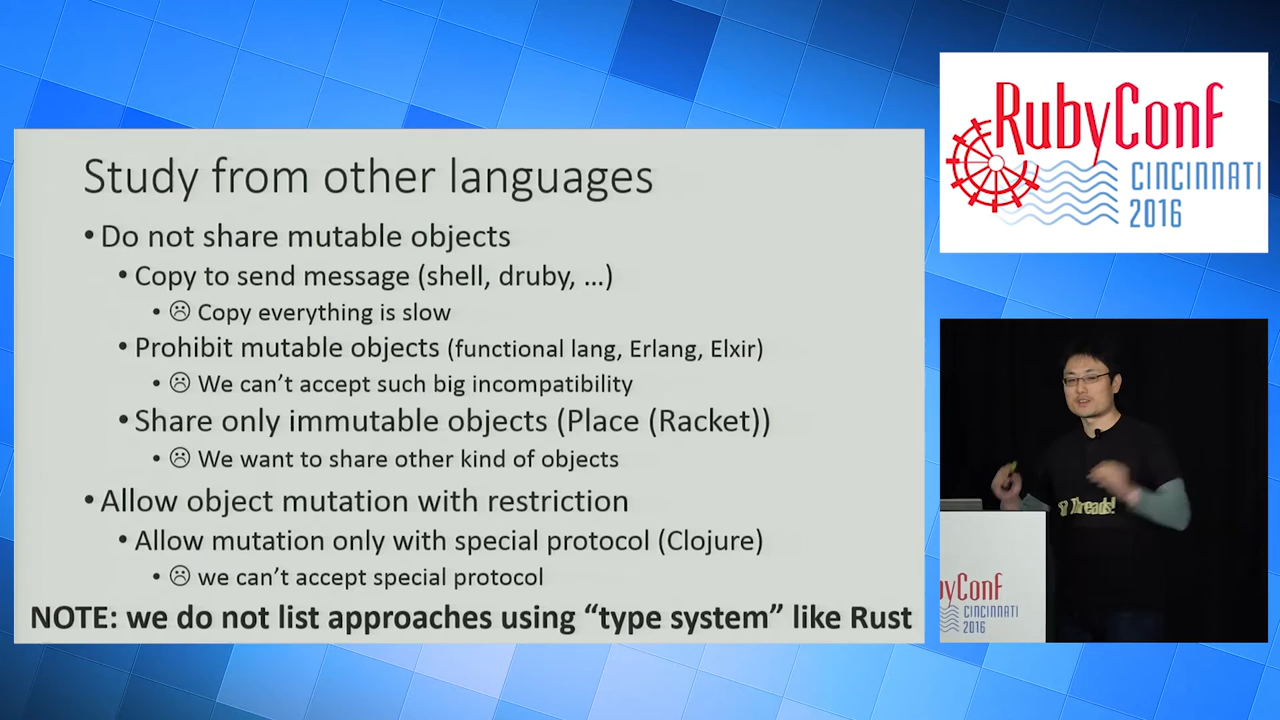 Study from other languages
• Do not share mutable objects
• Copy to send message (shell, druby, …)
• ☹ Copy everything is slow
• Prohibit mutable objects (functional lang, Erlang, Elxir)
• ☹ We can’t accept such big incompatibility
• Share only immutable objects (Place (Racket))
• ☹ We want to share other kind of objects
• Allow object mutation with restriction
• Allow mutation only with special protocol (Clojure)
• ☹ we can’t accept special protocol
NOTE: we do not list approaches using “type system” like Rust
RubyConf
CINCINNATI
2016
Threads!
yConf
CINCINNATI
2016